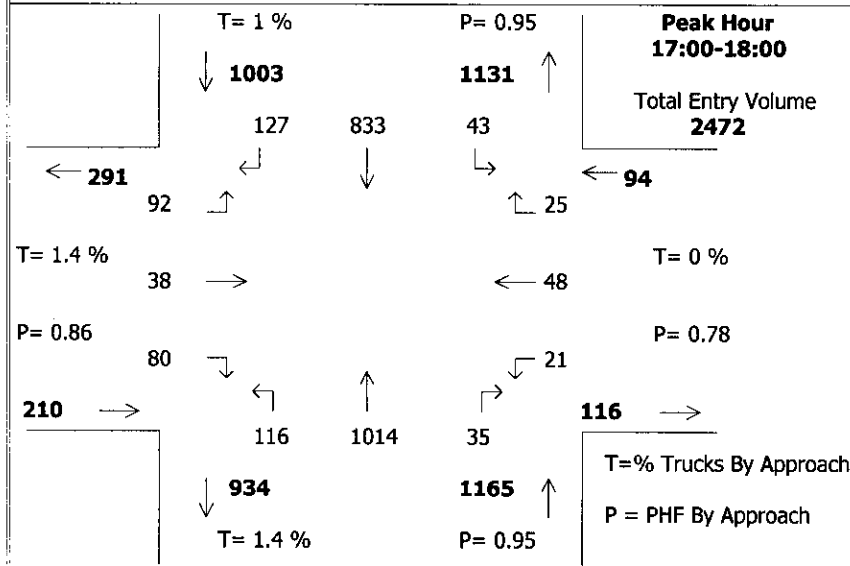 T= 1 % P= 0.95 Peak Hour
17:00-18:00
1003 1131
Total Entry Volume
127 833 43 2472
291 94
92 25
T= 1.4 % T= 0 %
38 48
P= 0.86 P= 0.78
80 21
210 116
116 1014 35
T=% Trucks By Approach
934 1165
P = PHF By Approach
T= 1.4 % P= 0.95